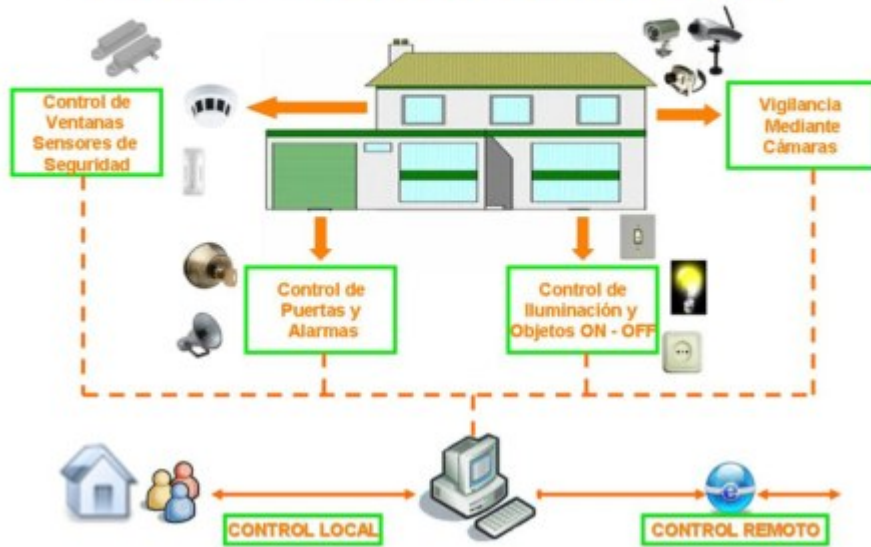 Control de
Ventanas
Sensores de
Seguridad
Vigilancia
Mediante
Cámaras
Control de
Puertas y
Alarmas
Control de
Iluminación y
Objetos ON - OFF
CONTROL LOCAL
CONTROL REMOTO